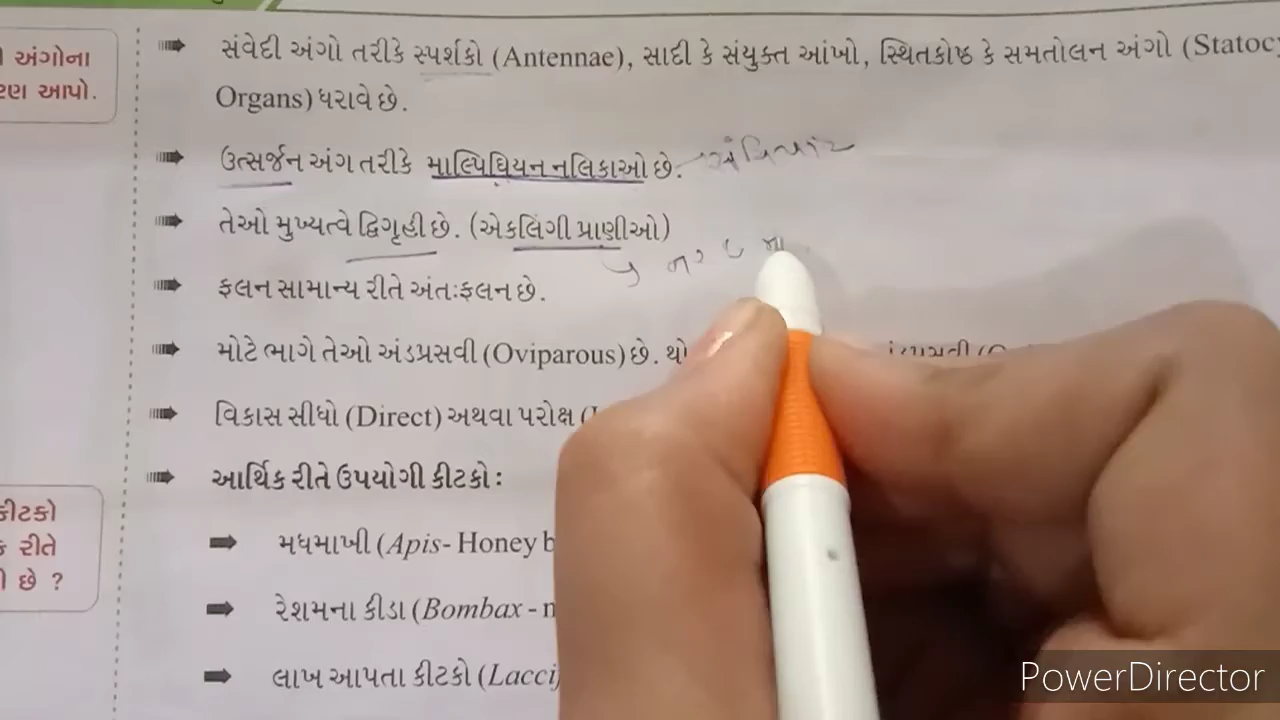 અંગોના
આપો.
સંવેદી અંગો તરીકે સ્પર્શકો (Antennae), સાદી કે સંયુક્ત આંખો, સ્થિતકોષ્ઠ કે સમતોલન અંગો (Statoc
Organs) ધરાવે છે.
ઉત્સર્જન અંગ તરીકે માલ્પિઘિયન નલિકાઓ છે.
તેઓ મુખ્યત્વે દ્વિગૃહી છે. (એકલિંગી પ્રાણીઓ)
ફલન સામાન્ય રીતે અંતઃફલન છે.
મોટે ભાગે તેઓ અંડપ્રસવી (Oviparous) છે. થો
વિકાસ સીધો (Direct) અથવા પરોક્ષ
આર્થિક રીતે ઉપયોગી કીટકો :
કીટકો
રીતે
છે ?
મધમાખી (Apis- Honey b
રેશમના કીડા (Bombax -
લાખ આપતા કીટકો (Lacci
PowerDirector